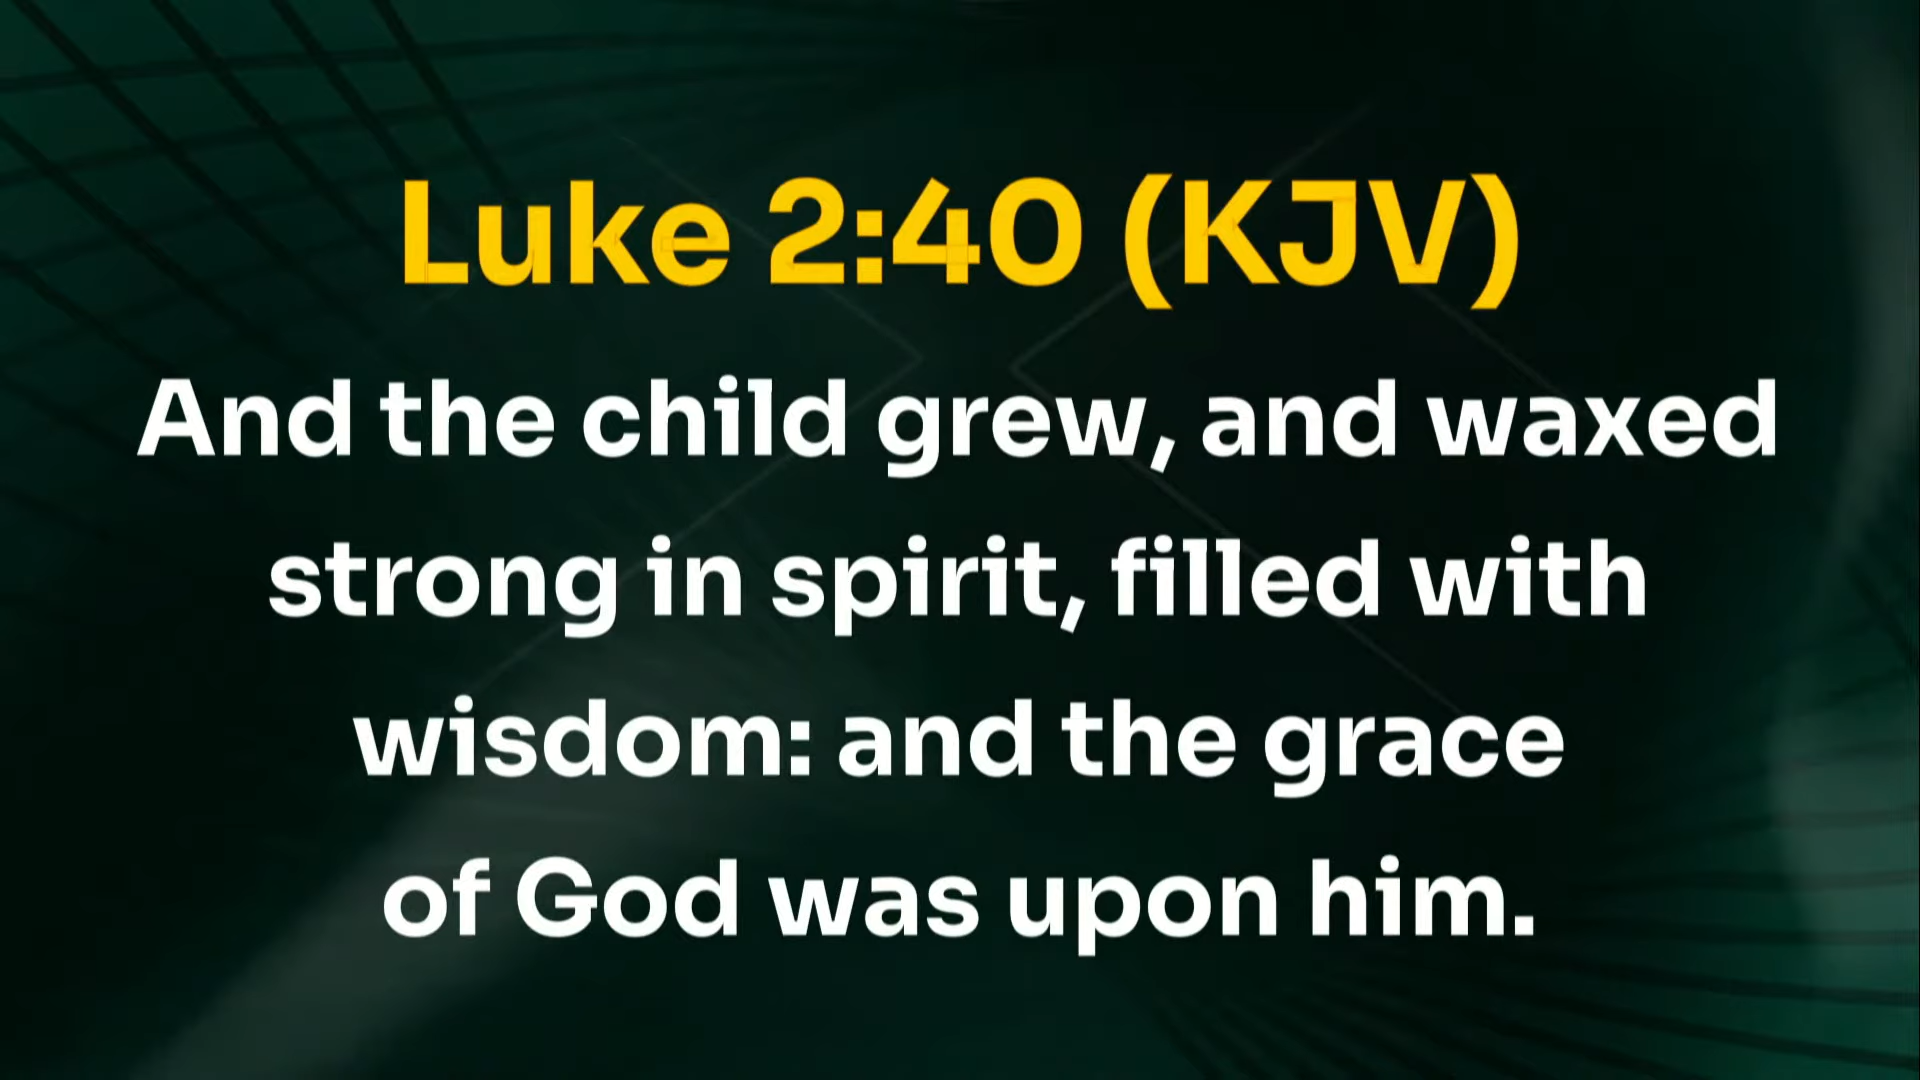 Luke 2:40 (KJV)
And the child grew, and waxed
strong in spirit, filled with
wisdom: and the grace
of God was upon him.